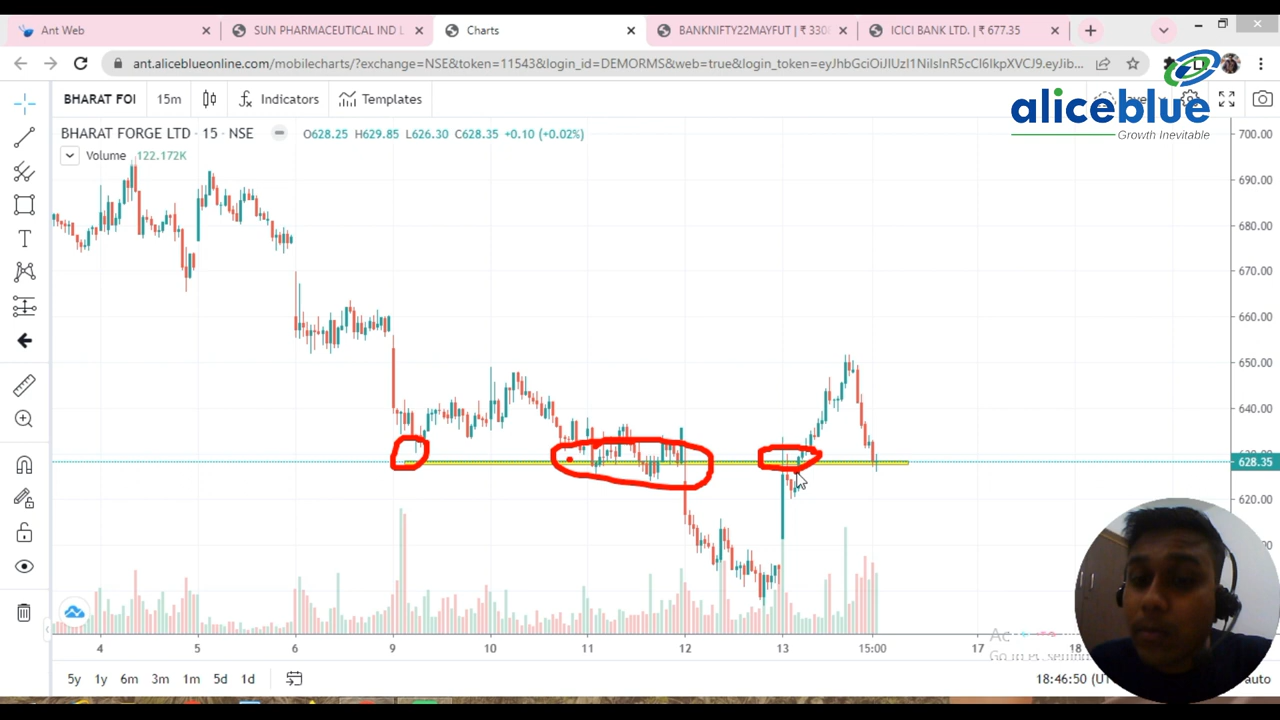 Ant Web
SUN PHARMACEUTICAL IND L
Charts
BANKNIFTY22MAYFUT | ₹ 3300
ICICI BANK LTD. | ₹ 677.35
ant.aliceblueonline.com/mobilecharts/?exchange=NSE&token=11543&login_id=DEMORMS&web=true&login_token=
BHARAT FOI
15m
Indicators
Templates
aliceblue
Growth Inevitable
BHARAT FORGE LTD · 15 · NSE
O628.25 H629.85 L626.30 C628.35 +0.10 (+0.02%)
Volume 122.172K
700.00
690.00
680.00
670.00
660.00
650.00
640.00
628.35
620.00
4 5 6 9 10 11 12 13 15:00 17 18
5y 1y 6m 3m 1m 5d 1d
18:46:50
auto